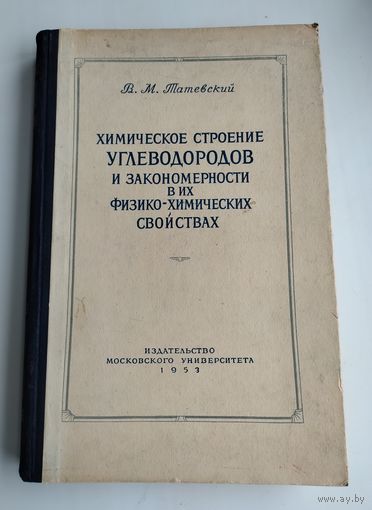 В. М. Татевский
ХИМИЧЕСКОЕ СТРОЕНИЕ
УГЛЕВОДОРОДОВ
И ЗАКОНОМЕРНОСТИ
В ИХ
ФИЗИКО-ХИМИЧЕСКИХ
СВОЙСТВАХ
ИЗДАТЕЛЬСТВО
МОСКОВСКОГО УНИВЕРСИТЕТА
1953
www.ay.by